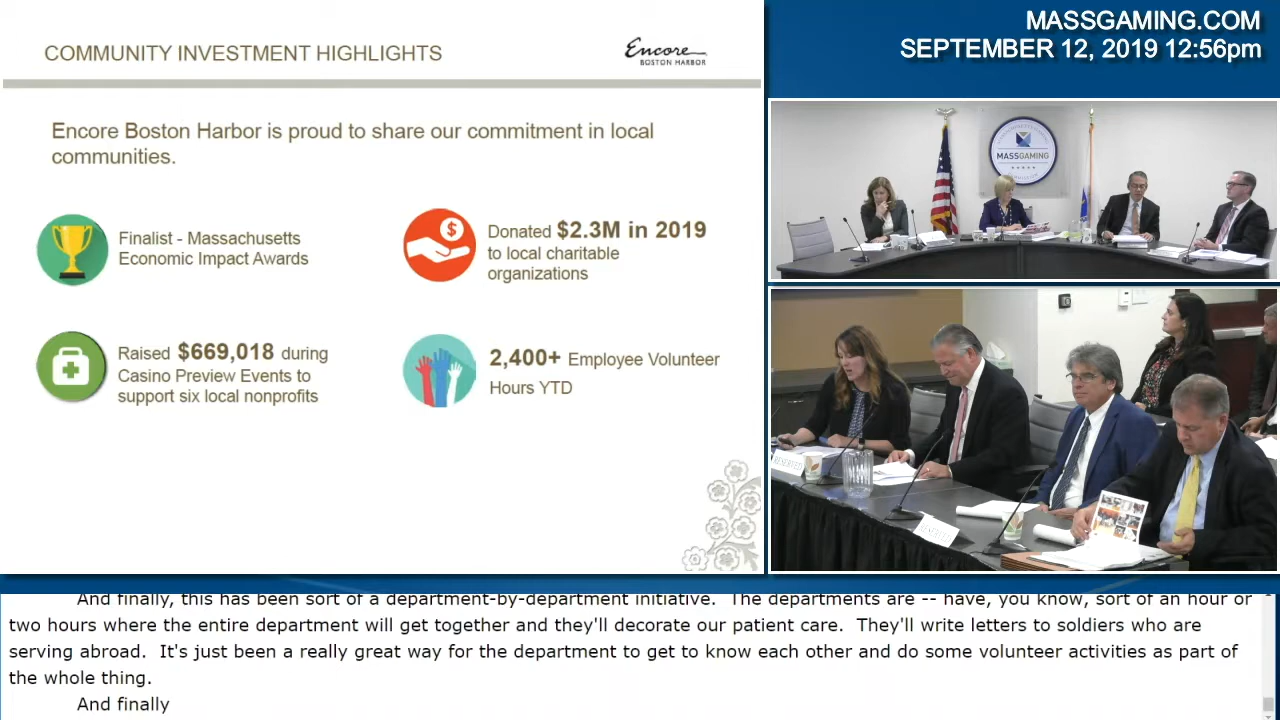 COMMUNITY INVESTMENT HIGHLIGHTS
Encore
BOSTON HARBOR
Encore Boston Harbor is proud to share our commitment in local
communities.
Finalist - Massachusetts
Economic Impact Awards
Donated $2.3M in 2019
to local charitable
organizations
Raised $669,018 during
Casino Preview Events to
support six local nonprofits
2,400+ Employee Volunteer
Hours YTD
MASSGAMING.COM
SEPTEMBER 12, 2019 12:56pm
MASSGAMING
RESERVED
RESERVED
And finally, this has been sort of a department-by-department initiative. The departments are -- have, you know, sort of an hour or
two hours where the entire department will get together and they'll decorate our patient care. They'll write letters to soldiers who are
serving abroad. It's just been a really great way for the department to get to know each other and do some volunteer activities as part of
the whole thing.
And finally